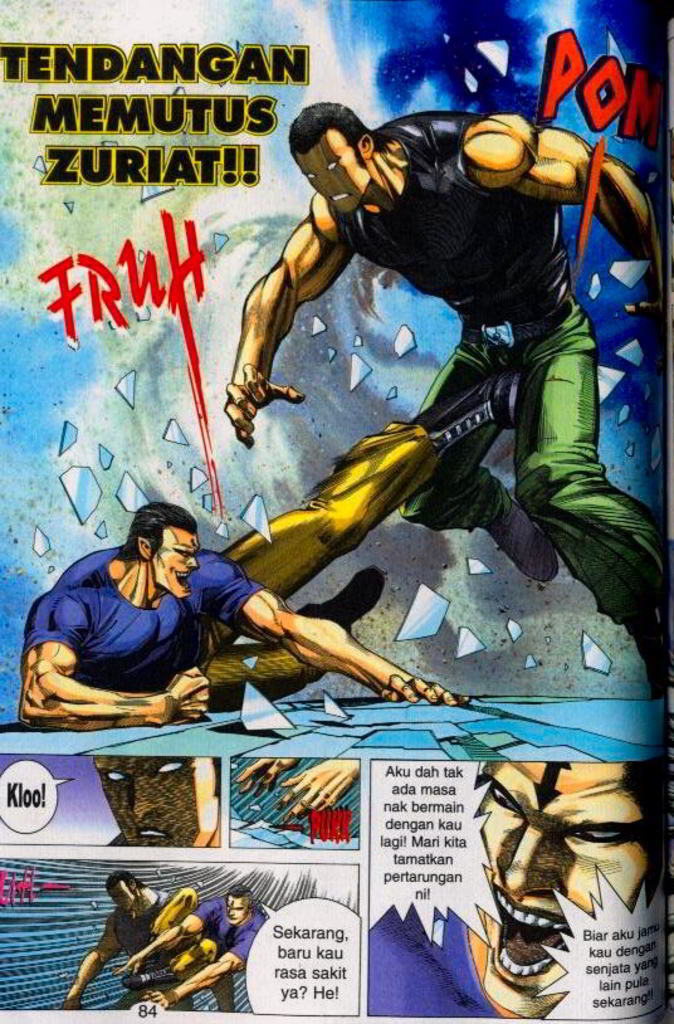 TENDANGAN
MEMUTUS
ZURIAT!!
POM
FRUH
Kloo!
Aku dah tak
ada masa
nak bermain
dengan kau
lagi! Mari kita
tamatkan
pertarungan
ni!
Sekarang,
baru kau
rasa sakit
ya? He!
Biar aku jamu
kau dengan
senjata yang
lain pula
sekarang!!
84